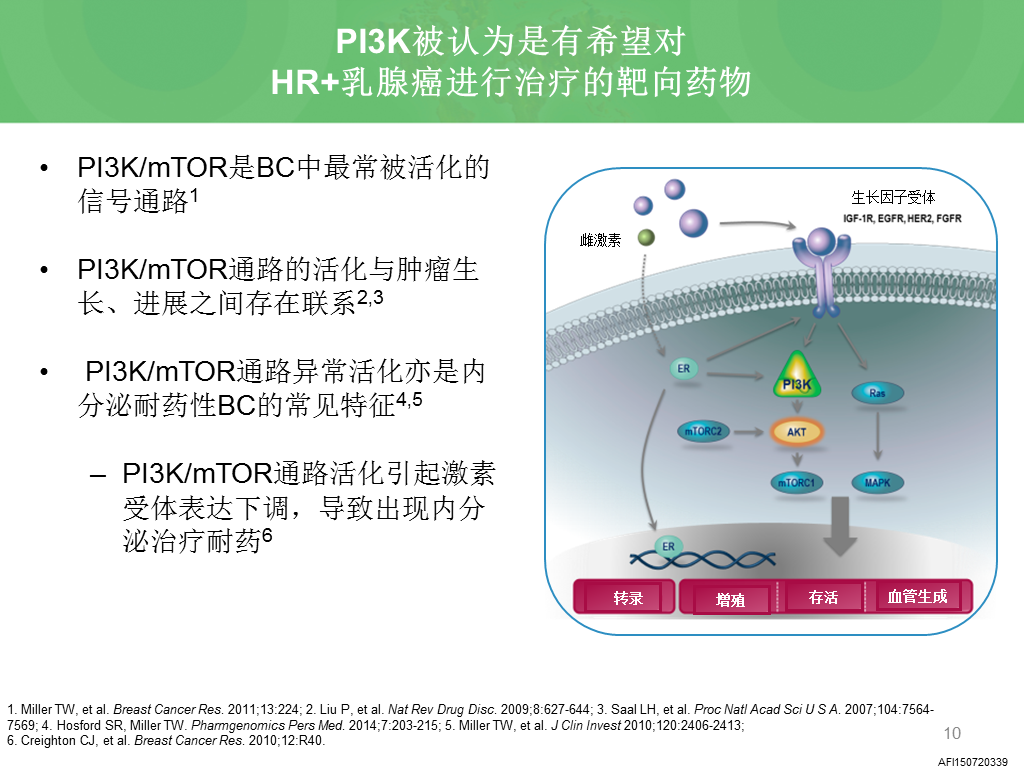 PI3K被认为是有希望对
HR+乳腺癌进行治疗的靶向药物
• PI3K/mTOR是BC中最常被活化的
信号通路1
• PI3K/mTOR通路的活化与肿瘤生
长、进展之间存在联系2,3
• PI3K/mTOR通路异常活化亦是内
分泌耐药性BC的常见特征4,5
– PI3K/mTOR通路活化引起激素
受体表达下调，导致出现内分
泌治疗耐药6
生长因子受体
IGF-1R, EGFR, HER2, FGFR
雌激素
ER
PI3K
Ras
mTORC2
AKT
mTORC1
MAPK
ER
转录
增殖
存活
血管生成
1. Miller TW, et al. Breast Cancer Res. 2011;13:224; 2. Liu P, et al. Nat Rev Drug Disc. 2009;8:627-644; 3. Saal LH, et al. Proc Natl Acad Sci U S A. 2007;104:7564-
7569; 4. Hosford SR, Miller TW. Pharmgenomics Pers Med. 2014;7:203-215; 5. Miller TW, et al. J Clin Invest 2010;120:2406-2413;
6. Creighton CJ, et al. Breast Cancer Res. 2010;12:R40.
10
AFI150720339